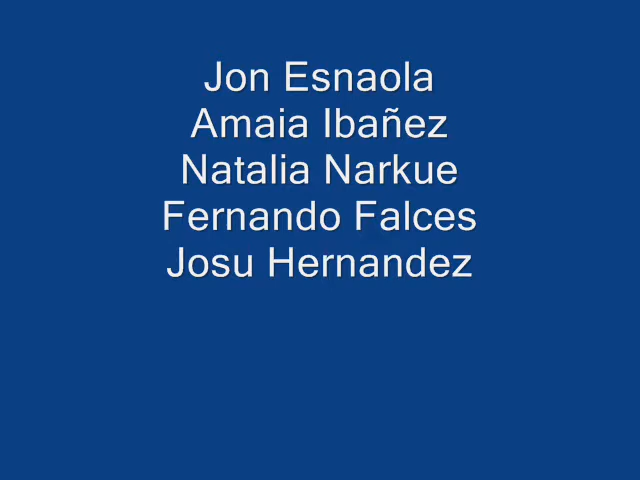 Jon Esnaola
Amaia Ibañez
Natalia Narkue
Fernando Falces
Josu Hernandez